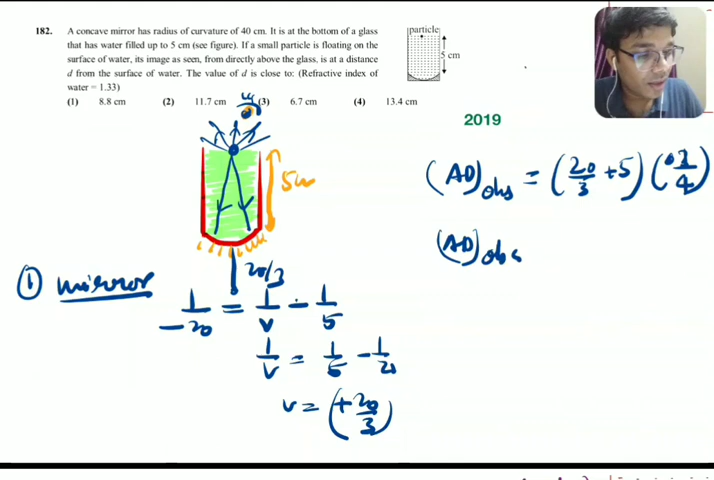 182. A concave mirror has radius of curvature of 40 cm. It is at the bottom of a glass
that has water filled up to 5 cm (see figure). If a small particle is floating on the
surface of water, its image as seen, from directly above the glass, is at a distance
d from the surface of water. The value of d is close to: (Refractive index of
water = 1.33)
(1) 8.8 cm (2) 11.7 cm (3) 6.7 cm (4) 13.4 cm
particle
5 cm
2019
5cm
(AD)obs = (20/3 + 5)(3/4)
(AD)obs
20/3
① mirror
1/-20 = 1/v - 1/5
1/v = 1/5 - 1/20
v = (+20/3)